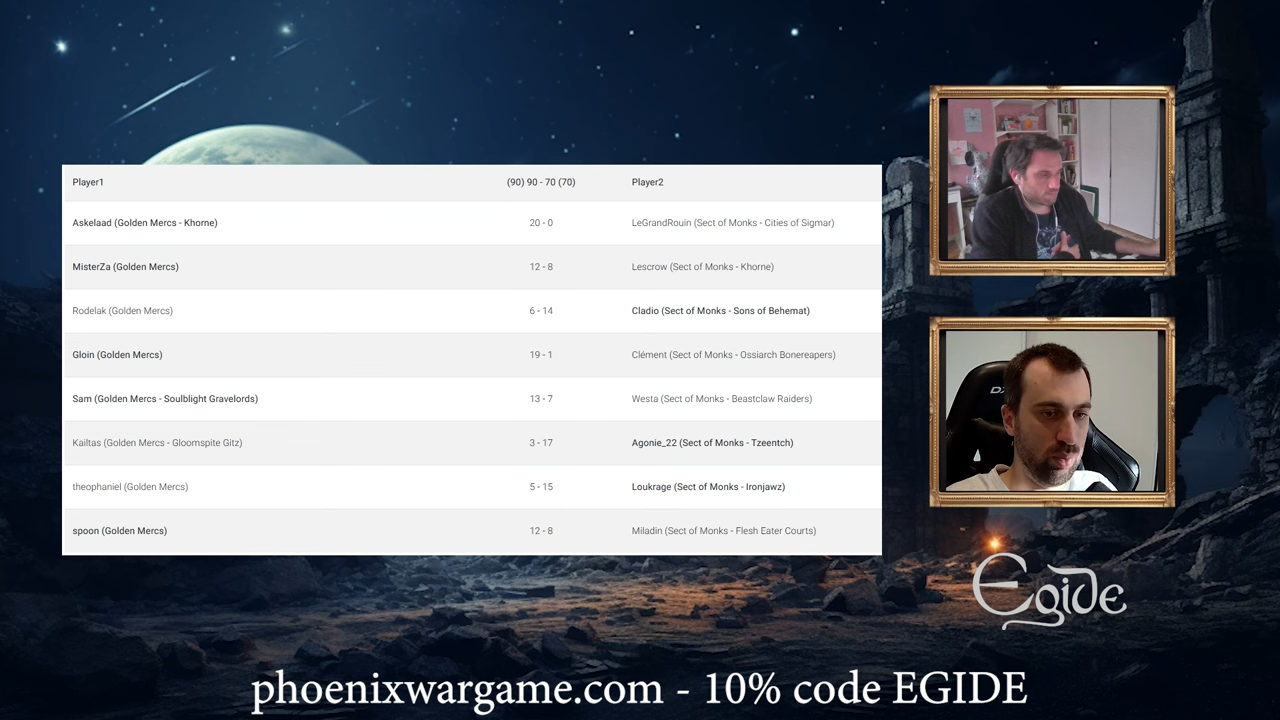 Player1 (90) 90 - 70 (70) Player2
Askelaad (Golden Mercs - Khorne) 20 - 0 LeGrandRouin (Sect of Monks - Cities of Sigmar)
MisterZa (Golden Mercs) 12 - 8 Lescrow (Sect of Monks - Khorne)
Rodelak (Golden Mercs) 6 - 14 Cladio (Sect of Monks - Sons of Behemat)
Gloin (Golden Mercs) 19 - 1 Clément (Sect of Monks - Ossiarch Bonereapers)
Sam (Golden Mercs - Soulblight Gravelords) 13 - 7 Westa (Sect of Monks - Beastclaw Raiders)
Kailtas (Golden Mercs - Gloomspite Gitz) 3 - 17 Agonie_22 (Sect of Monks - Tzeentch)
theophaniel (Golden Mercs) 5 - 15 Loukrage (Sect of Monks - Ironjawz)
spoon (Golden Mercs) 12 - 8 Miladin (Sect of Monks - Flesh Eater Courts)
Egide
phoenixwargame.com - 10% code EGIDE